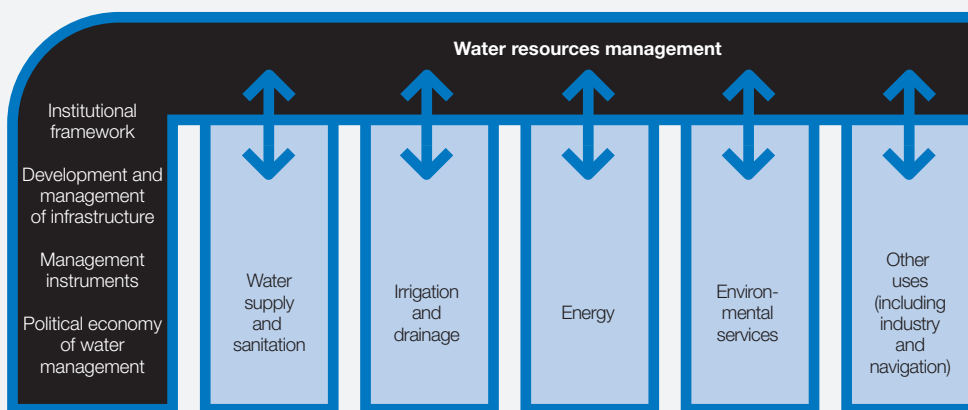 Water resources management
Institutional
framework
Development and
management
of infrastructure
Management
instruments
Political economy
of water
management
Water
supply
and
sanitation
Irrigation
and
drainage
Energy
Environ-
mental
services
Other
uses
(including
industry
and
navigation)